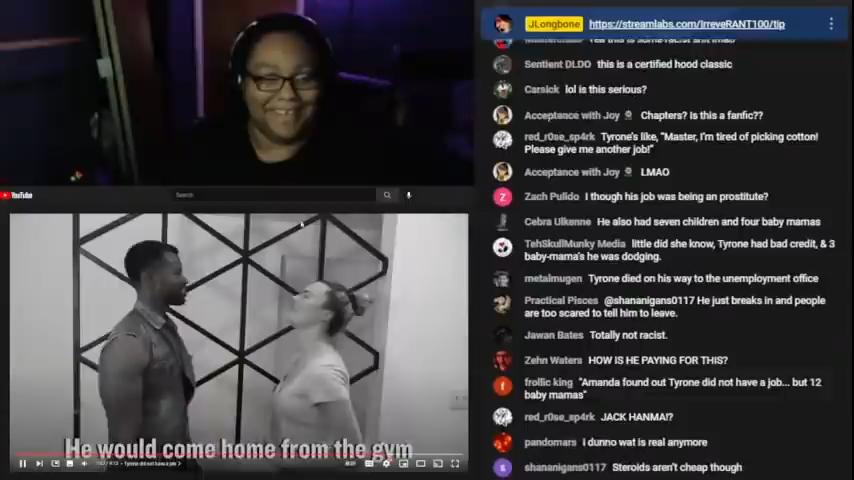 JLongbone https://streamlabs.com/IrreveRANT100/tip
Sentient DLDO this is a certified hood classic
Carsick lol is this serious?
Acceptance with Joy Chapters? Is this a fanfic??
red_r0se_sp4rk Tyrone's like, "Master, I'm tired of picking cotton!
Please give me another job!"
Acceptance with Joy LMAO
Zach Pulido I though his job was being an prostitute?
Cebra Ulkenne He also had seven children and four baby mamas
TehSkullMunky Media little did she know, Tyrone had bad credit, & 3
baby-mama's he was dodging.
metalmugen Tyrone died on his way to the unemployment office
Practical Pisces @shananigans0117 He just breaks in and people
are too scared to tell him to leave.
Jawan Bates Totally not racist.
Zehn Waters HOW IS HE PAYING FOR THIS?
frollic king "Amanda found out Tyrone did not have a job... but 12
baby mamas"
red_r0se_sp4rk JACK HANMA!?
pandomars i dunno wat is real anymore
shananigans0117 Steroids aren't cheap though
YouTube
Search
He would come home from the gym
Tyrone did not have a job